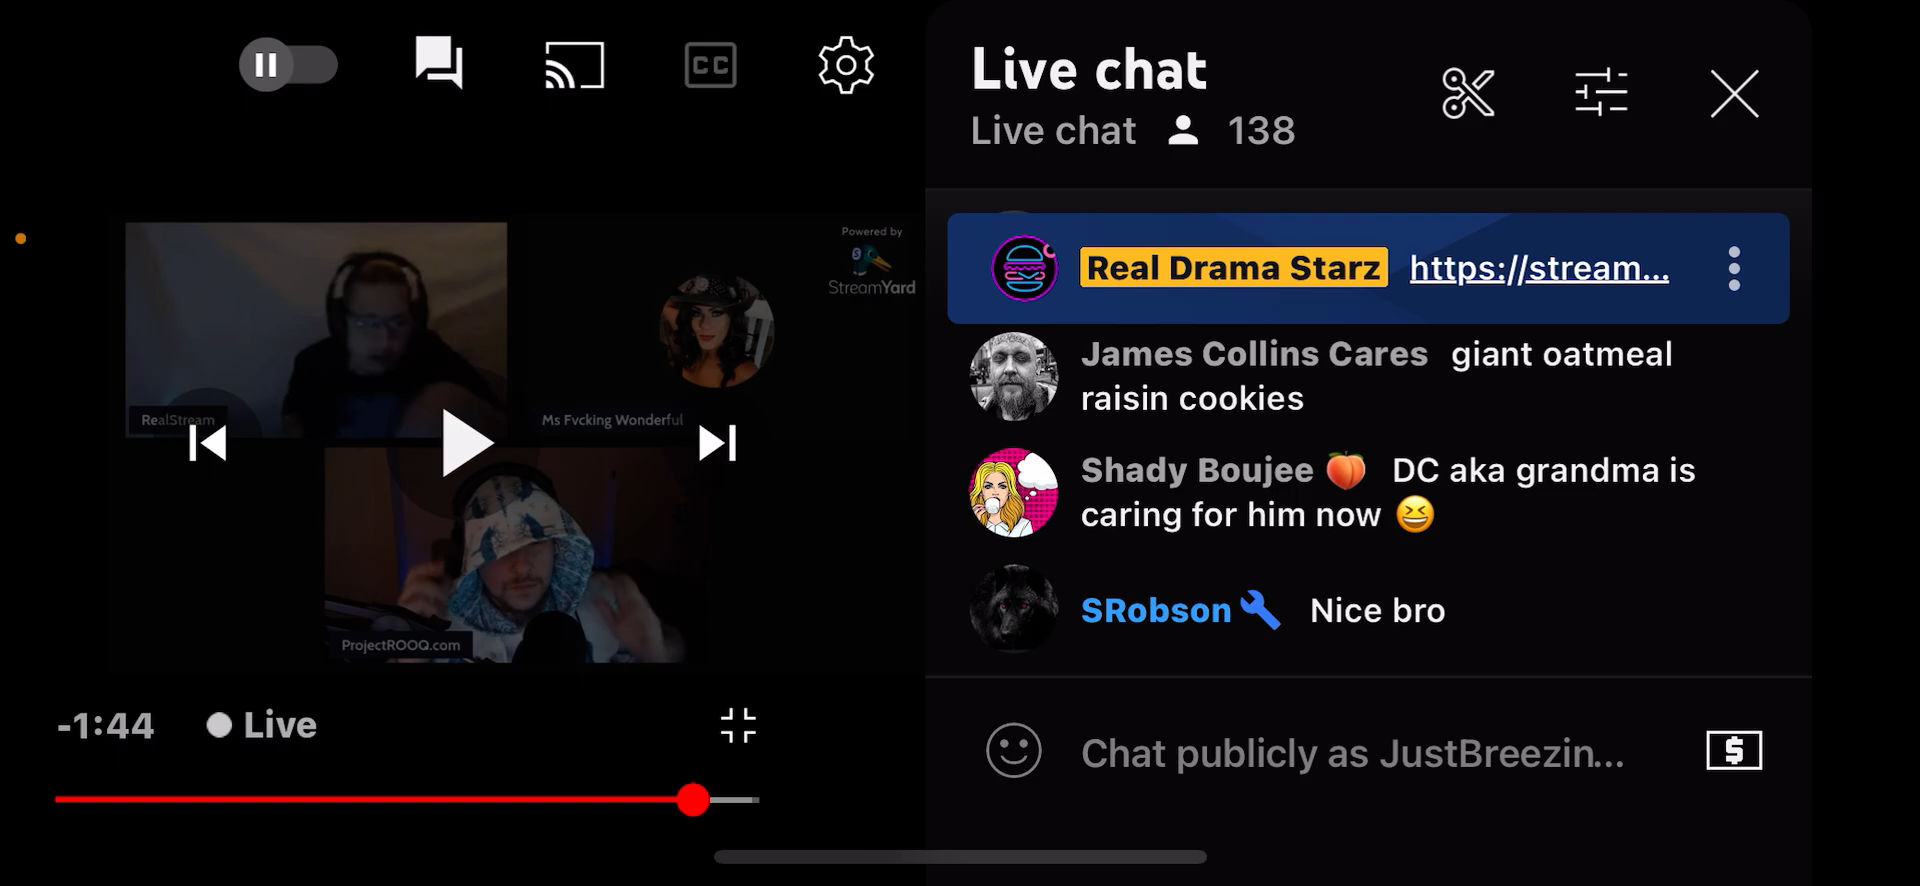 CC
Live chat
Live chat 138
Powered by
StreamYard
RealStream
Ms Fvcking Wonderful
ProjectROOQ.com
-1:44 Live
Real Drama Starz https://stream...
James Collins Cares giant oatmeal
raisin cookies
Shady Boujee 🍑 DC aka grandma is
caring for him now 😆
SRobson Nice bro
Chat publicly as JustBreezin...
$